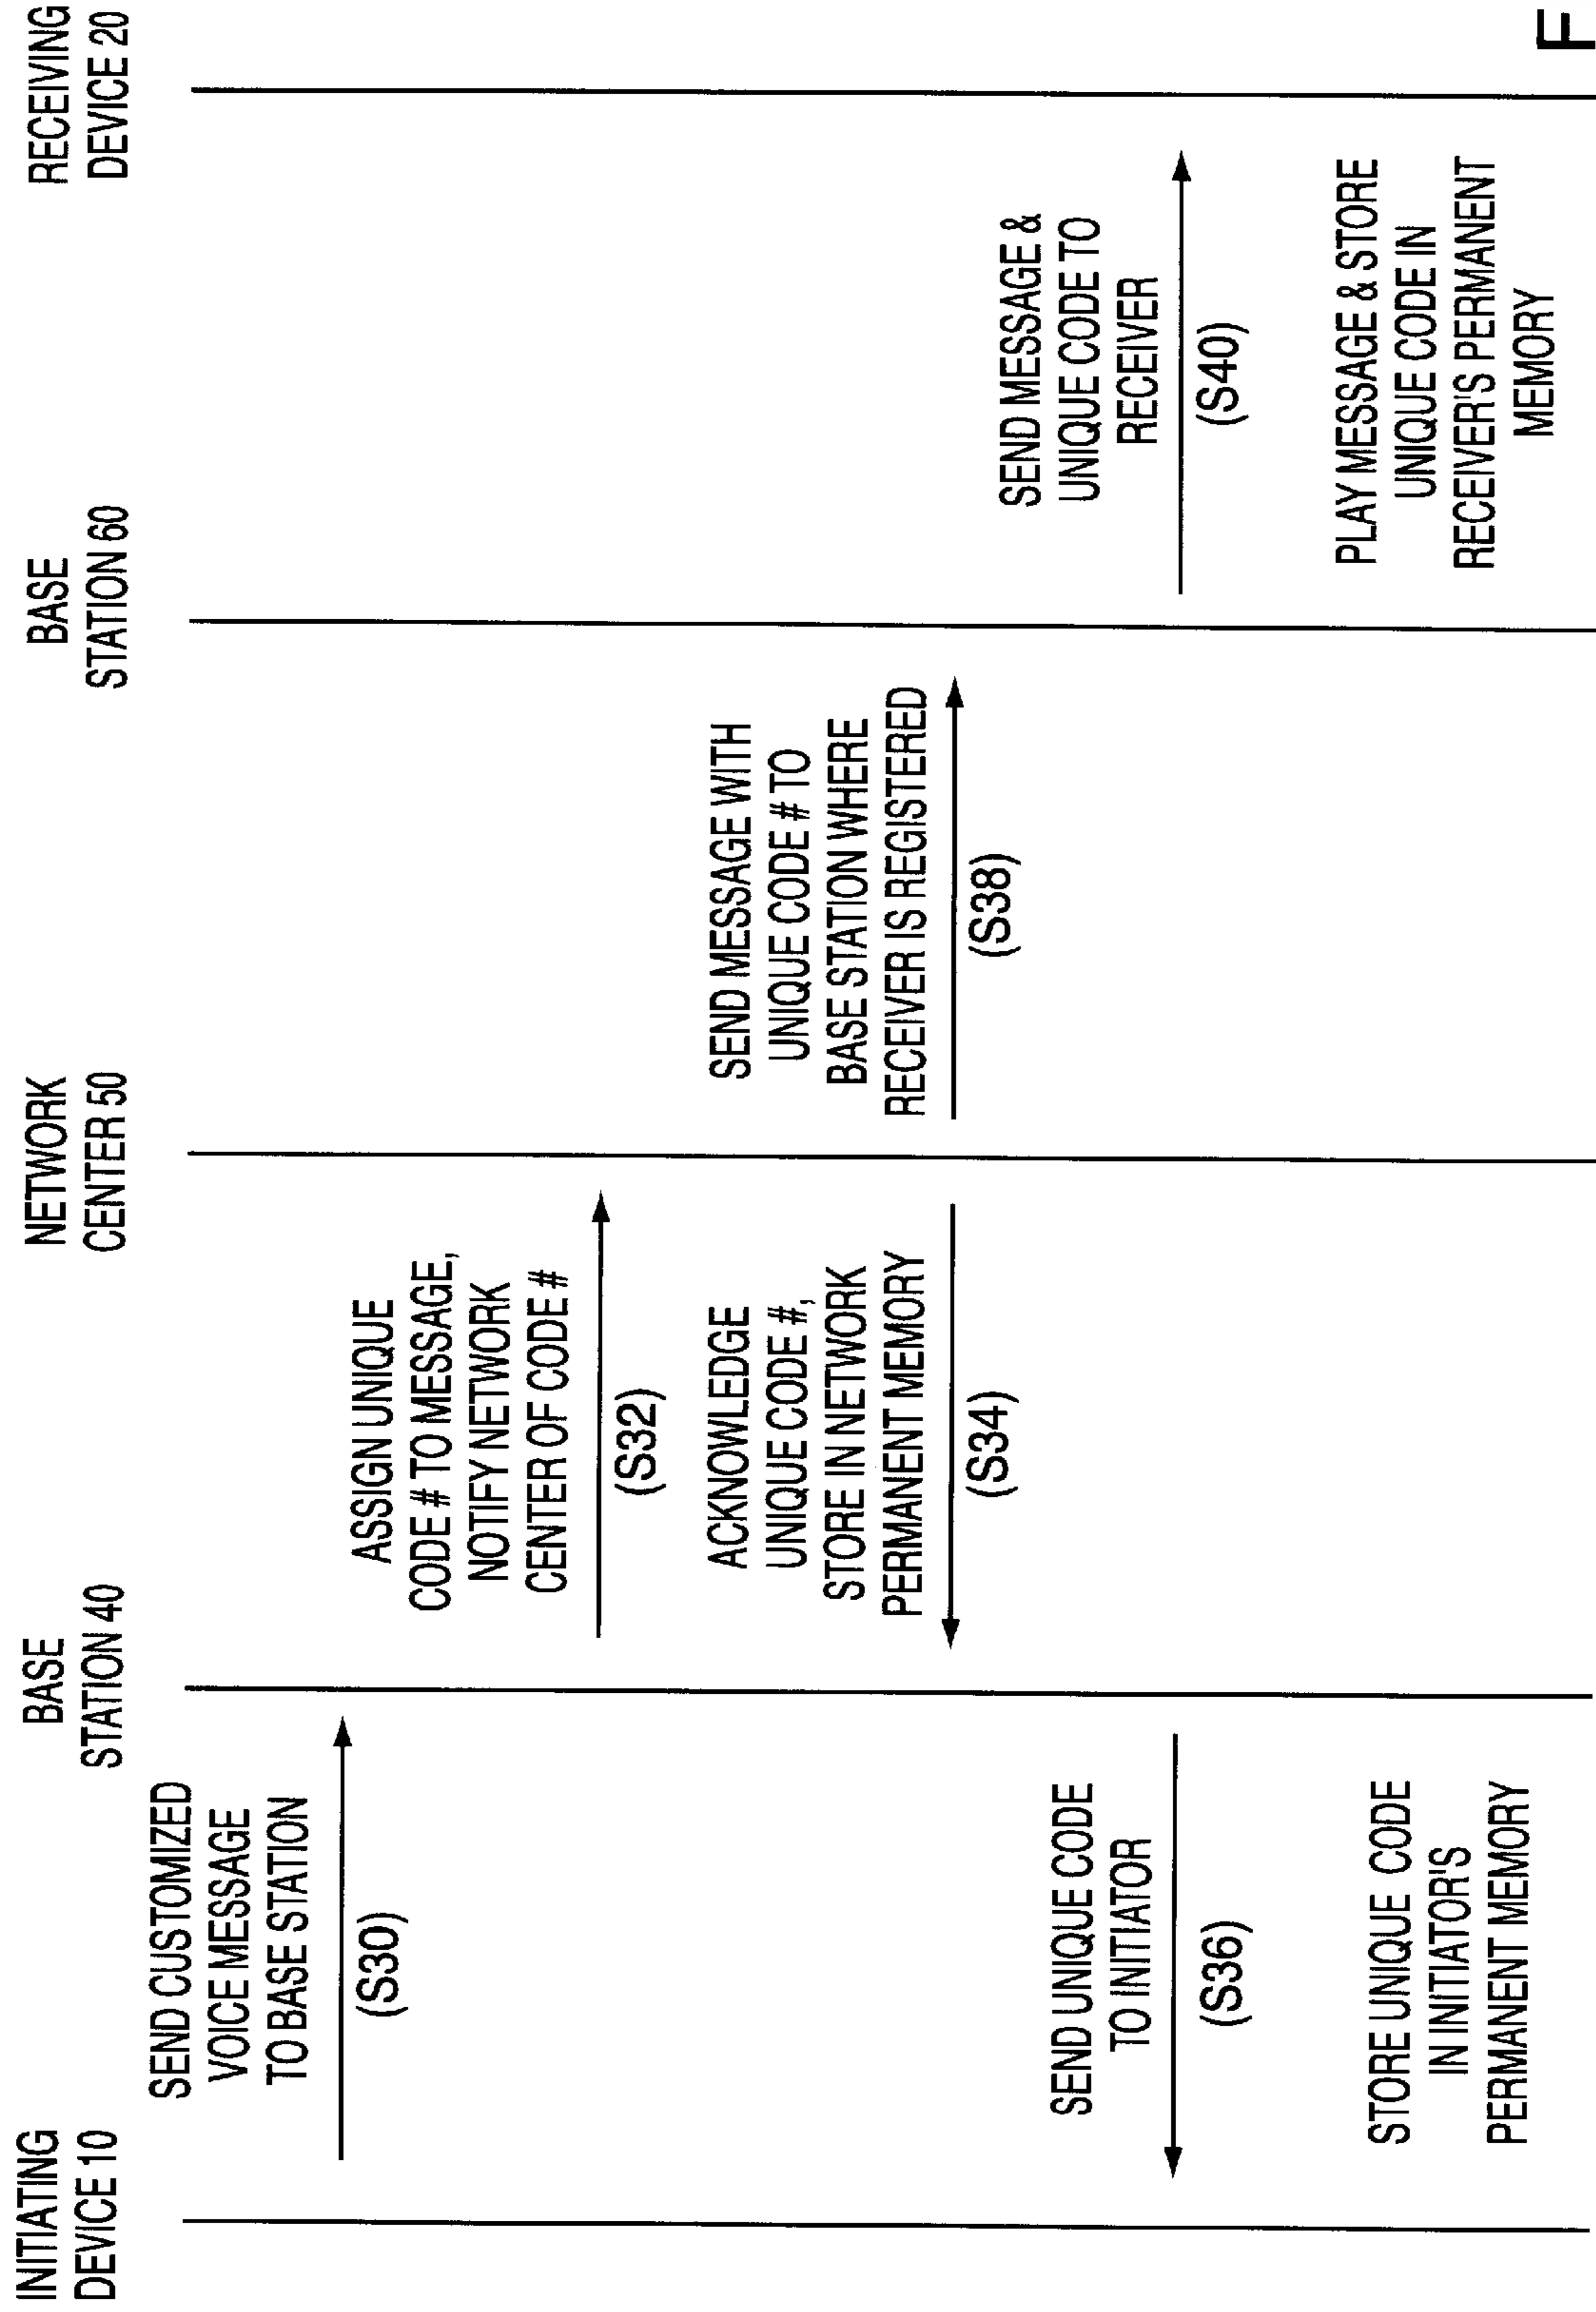 INITIATING
DEVICE 10
BASE
STATION 40
NETWORK
CENTER 50
BASE
STATION 60
RECEIVING
DEVICE 20
SEND CUSTOMIZED
VOICE MESSAGE
TO BASE STATION
(S30)
ASSIGN UNIQUE
CODE # TO MESSAGE,
NOTIFY NETWORK
CENTER OF CODE #
(S32)
ACKNOWLEDGE
UNIQUE CODE #,
STORE IN NETWORK
PERMANENT MEMORY
(S34)
SEND MESSAGE WITH
UNIQUE CODE # TO
BASE STATION WHERE
RECEIVER IS REGISTERED
(S38)
SEND UNIQUE CODE
TO INITIATOR
(S36)
SEND MESSAGE &
UNIQUE CODE TO
RECEIVER
(S40)
STORE UNIQUE CODE
IN INITIATOR'S
PERMANENT MEMORY
PLAY MESSAGE & STORE
UNIQUE CODE IN
RECEIVER'S PERMANENT
MEMORY